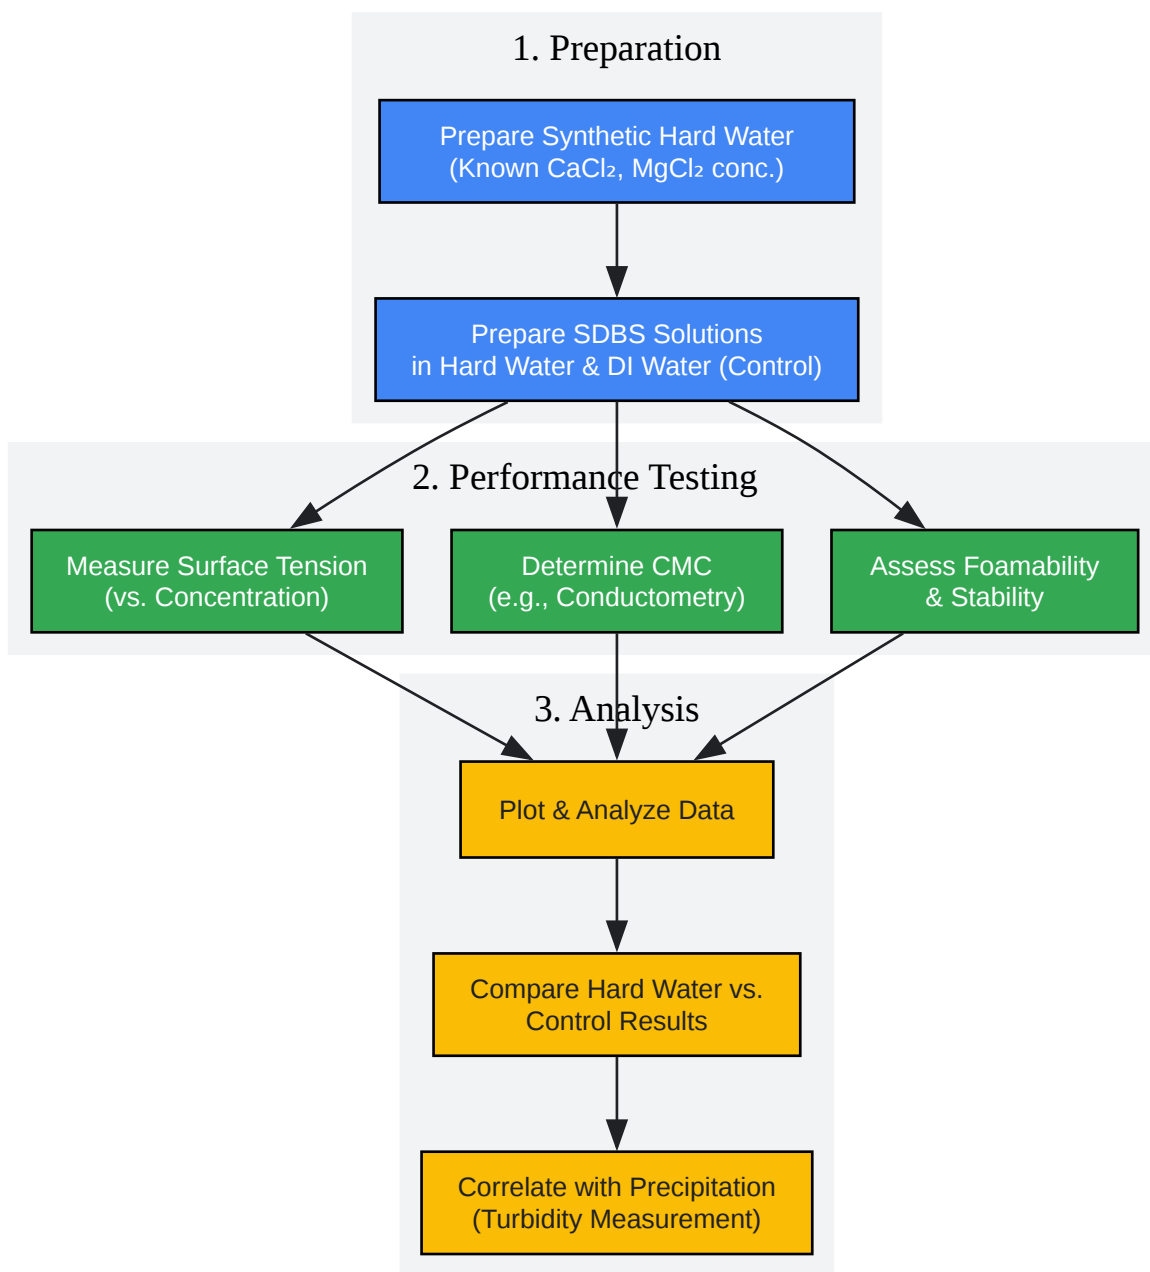 1. Preparation
Prepare Synthetic Hard Water
(Known CaCl₂, MgCl₂ conc.)
Prepare SDBS Solutions
in Hard Water & DI Water (Control)
2. Performance Testing
Measure Surface Tension
(vs. Concentration)
Determine CMC
(e.g., Conductometry)
Assess Foamability
& Stability
3. Analysis
Plot & Analyze Data
Compare Hard Water vs.
Control Results
Correlate with Precipitation
(Turbidity Measurement)